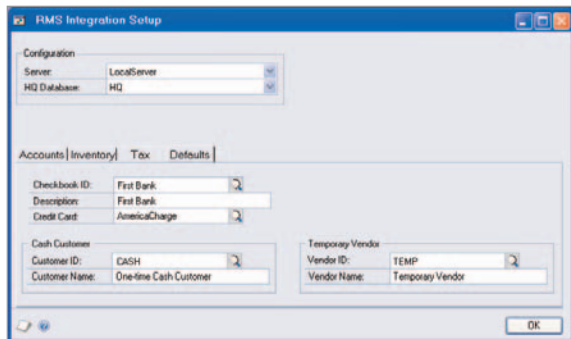 RMS Integration Setup
Configuration
Server: LocalServer
HQ Database: HQ
Accounts Inventory Tax Defaults
Checkbook ID: First Bank
Description: First Bank
Credit Card: AmericaCharge
Cash Customer
Customer ID: CASH
Customer Name: One-time Cash Customer
Temporary Vendor
Vendor ID: TEMP
Vendor Name: Temporary Vendor
OK